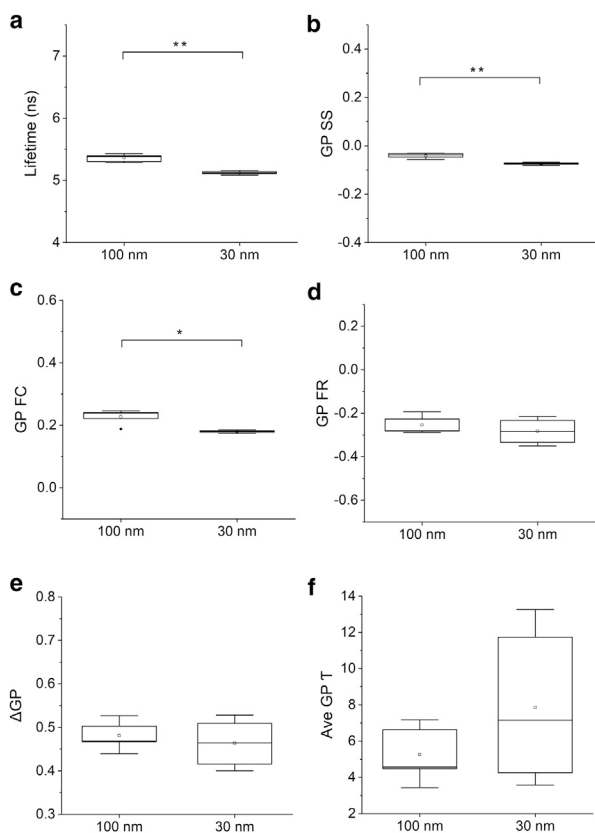 a
**
Lifetime (ns)
7
6
5
4
100 nm
30 nm
b
**
GP SS
0.4
0.2
0.0
-0.2
-0.4
100 nm
30 nm
c
*
GP FC
0.6
0.4
0.2
0.0
100 nm
30 nm
d
GP FR
0.2
0.0
-0.2
-0.4
-0.6
100 nm
30 nm
e
ΔGP
0.8
0.7
0.6
0.5
0.4
0.3
100 nm
30 nm
f
Ave GP T
14
12
10
8
6
4
2
100 nm
30 nm